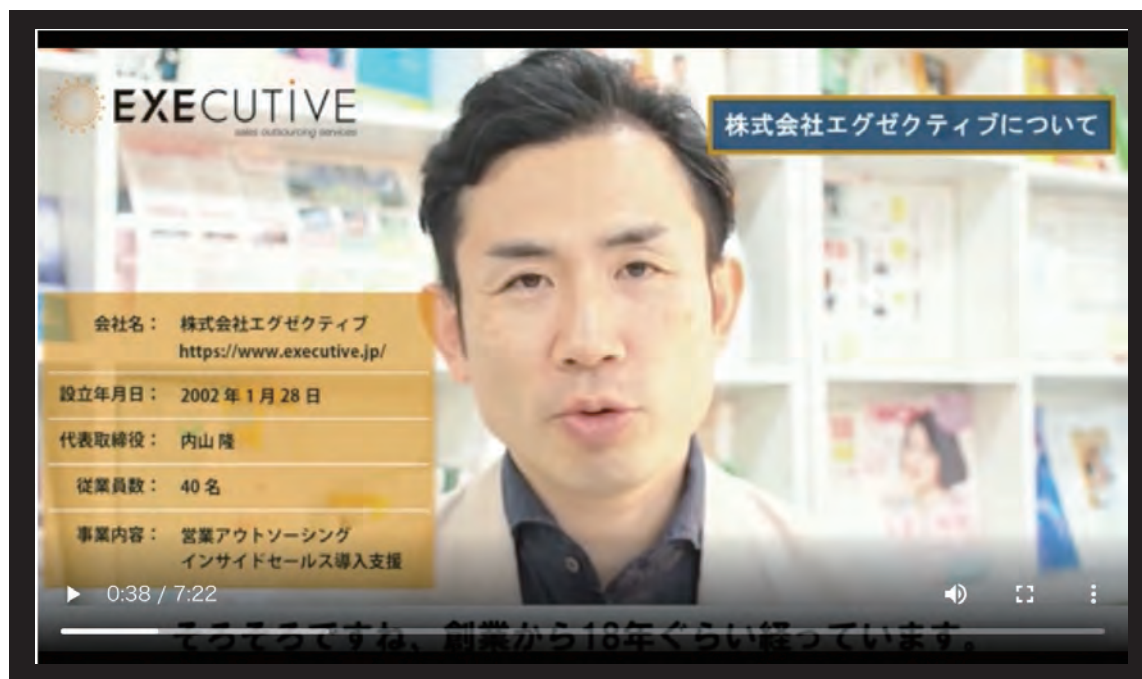 EXECUTiVE
sales outsourcing services
株式会社エグゼクティブについて
会社名： 株式会社エグゼクティブ
https://www.executive.jp/
設立年月日： 2002年1月28日
代表取締役： 内山 隆
従業員数： 40名
事業内容： 営業アウトソーシング
インサイドセールス導入支援
0:38 / 7:22
そろそろですね、創業から18年ぐらい経っています。